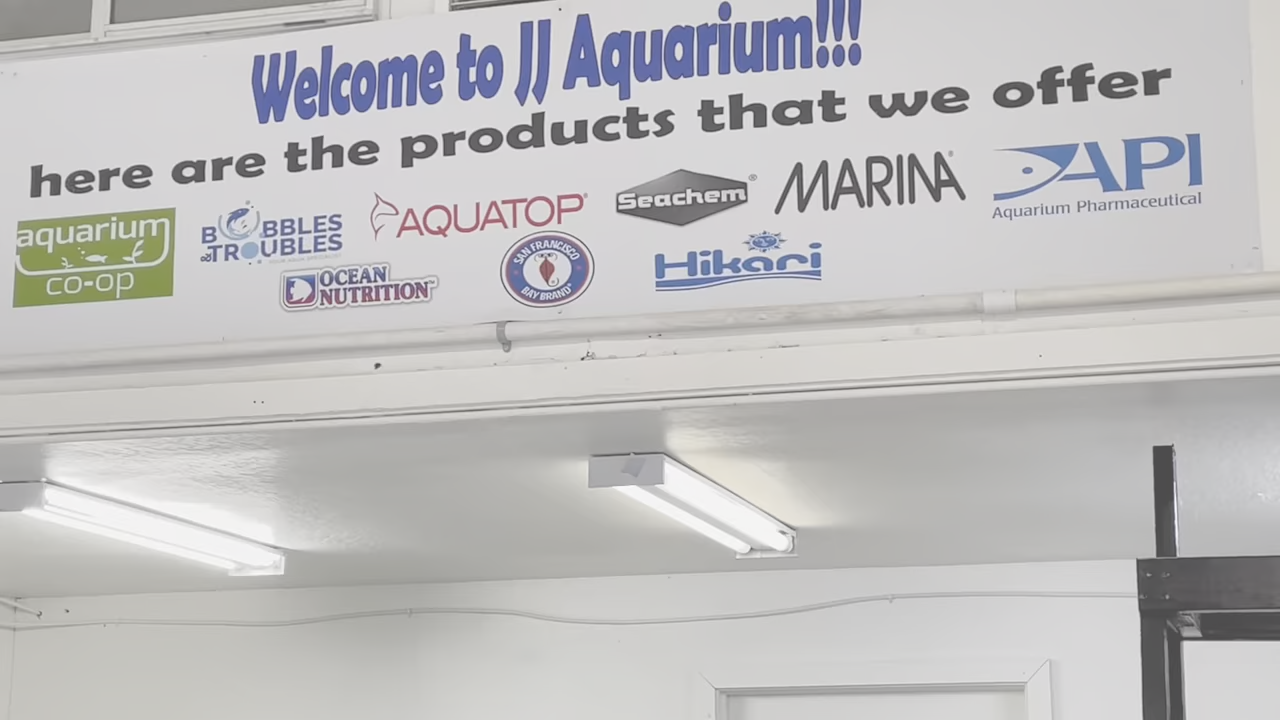 Welcome to JJ Aquarium!!!
here are the products that we offer
aquarium
co-op
BUBBLES
& TROUBLES
AQUATOP®
Seachem®
MARINA®
API
Aquarium Pharmaceutical
OCEAN
NUTRITION™
SAN FRANCISCO
BAY BRAND®
Hikari